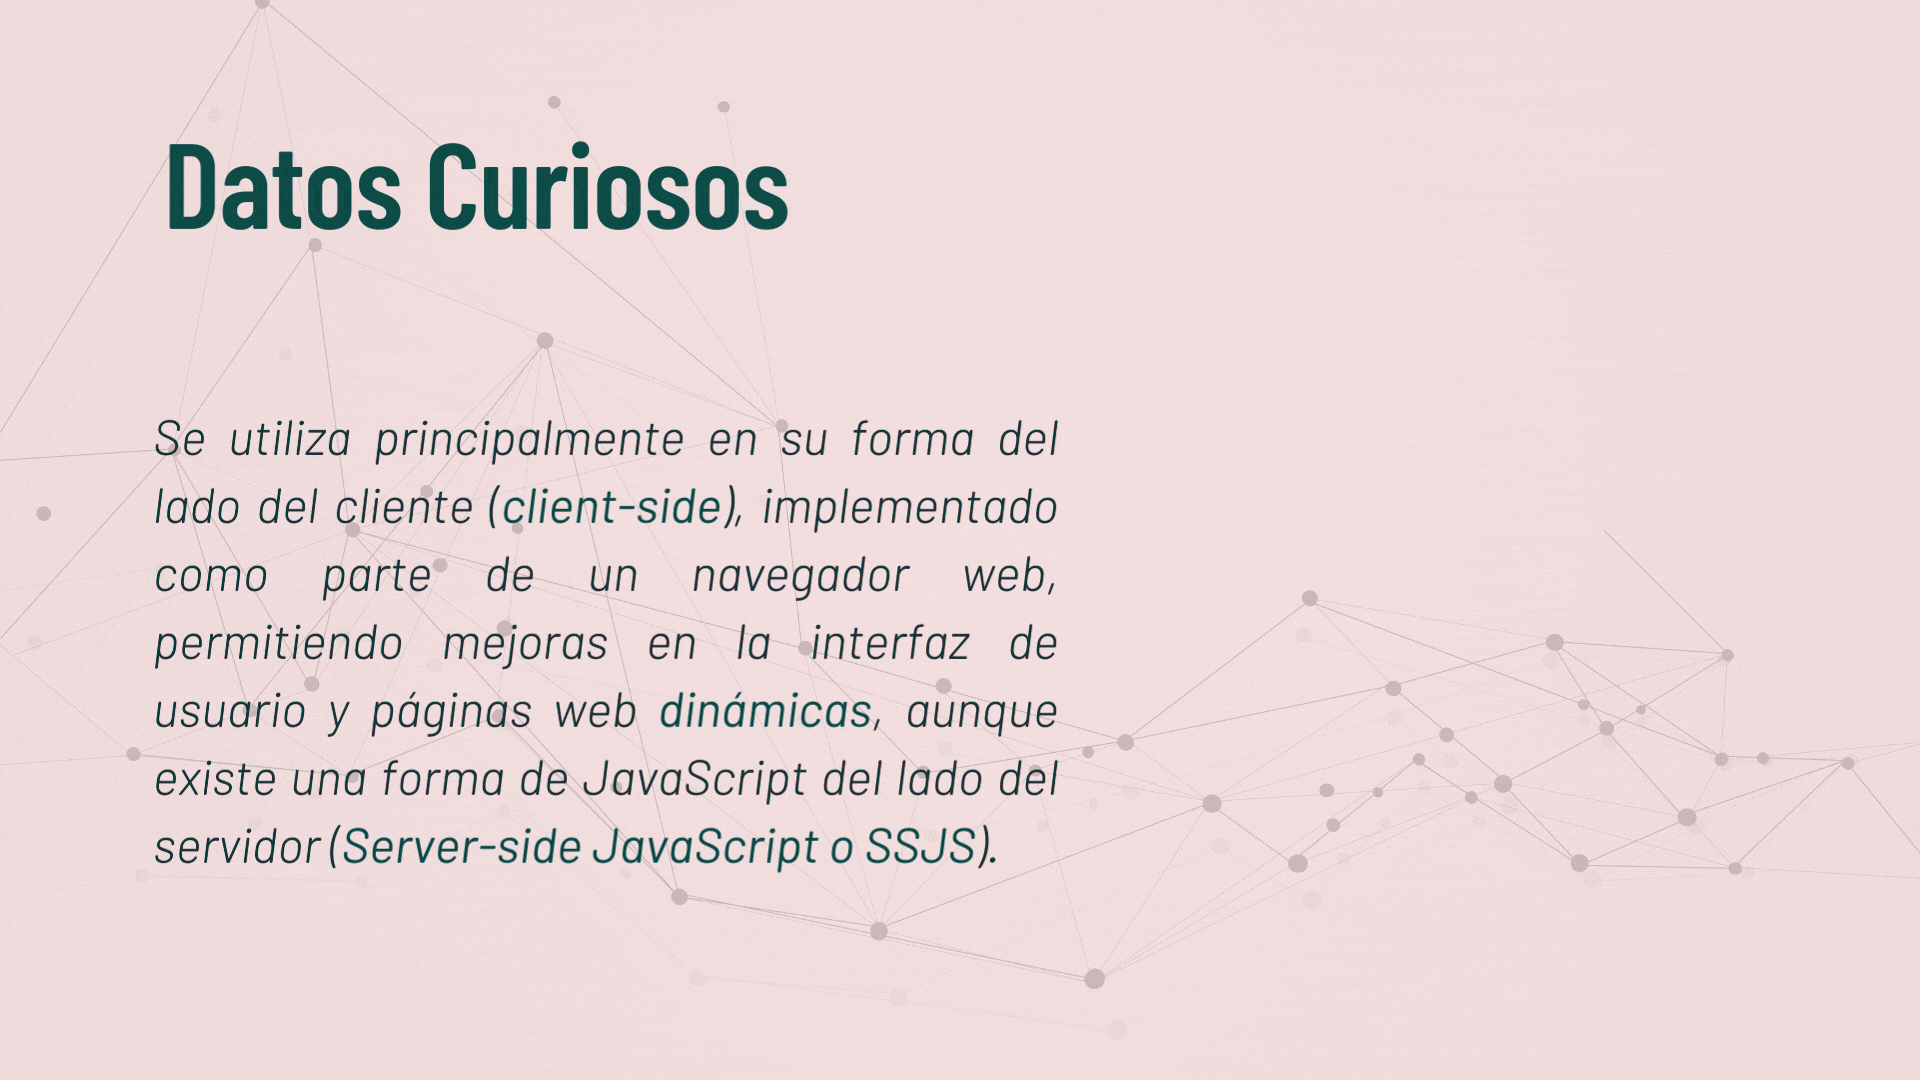 Datos Curiosos
Se utiliza principalmente en su forma del
lado del cliente (client-side), implementado
como parte de un navegador web,
permitiendo mejoras en la interfaz de
usuario y páginas web dinámicas, aunque
existe una forma de JavaScript del lado del
servidor (Server-side JavaScript o SSJS).